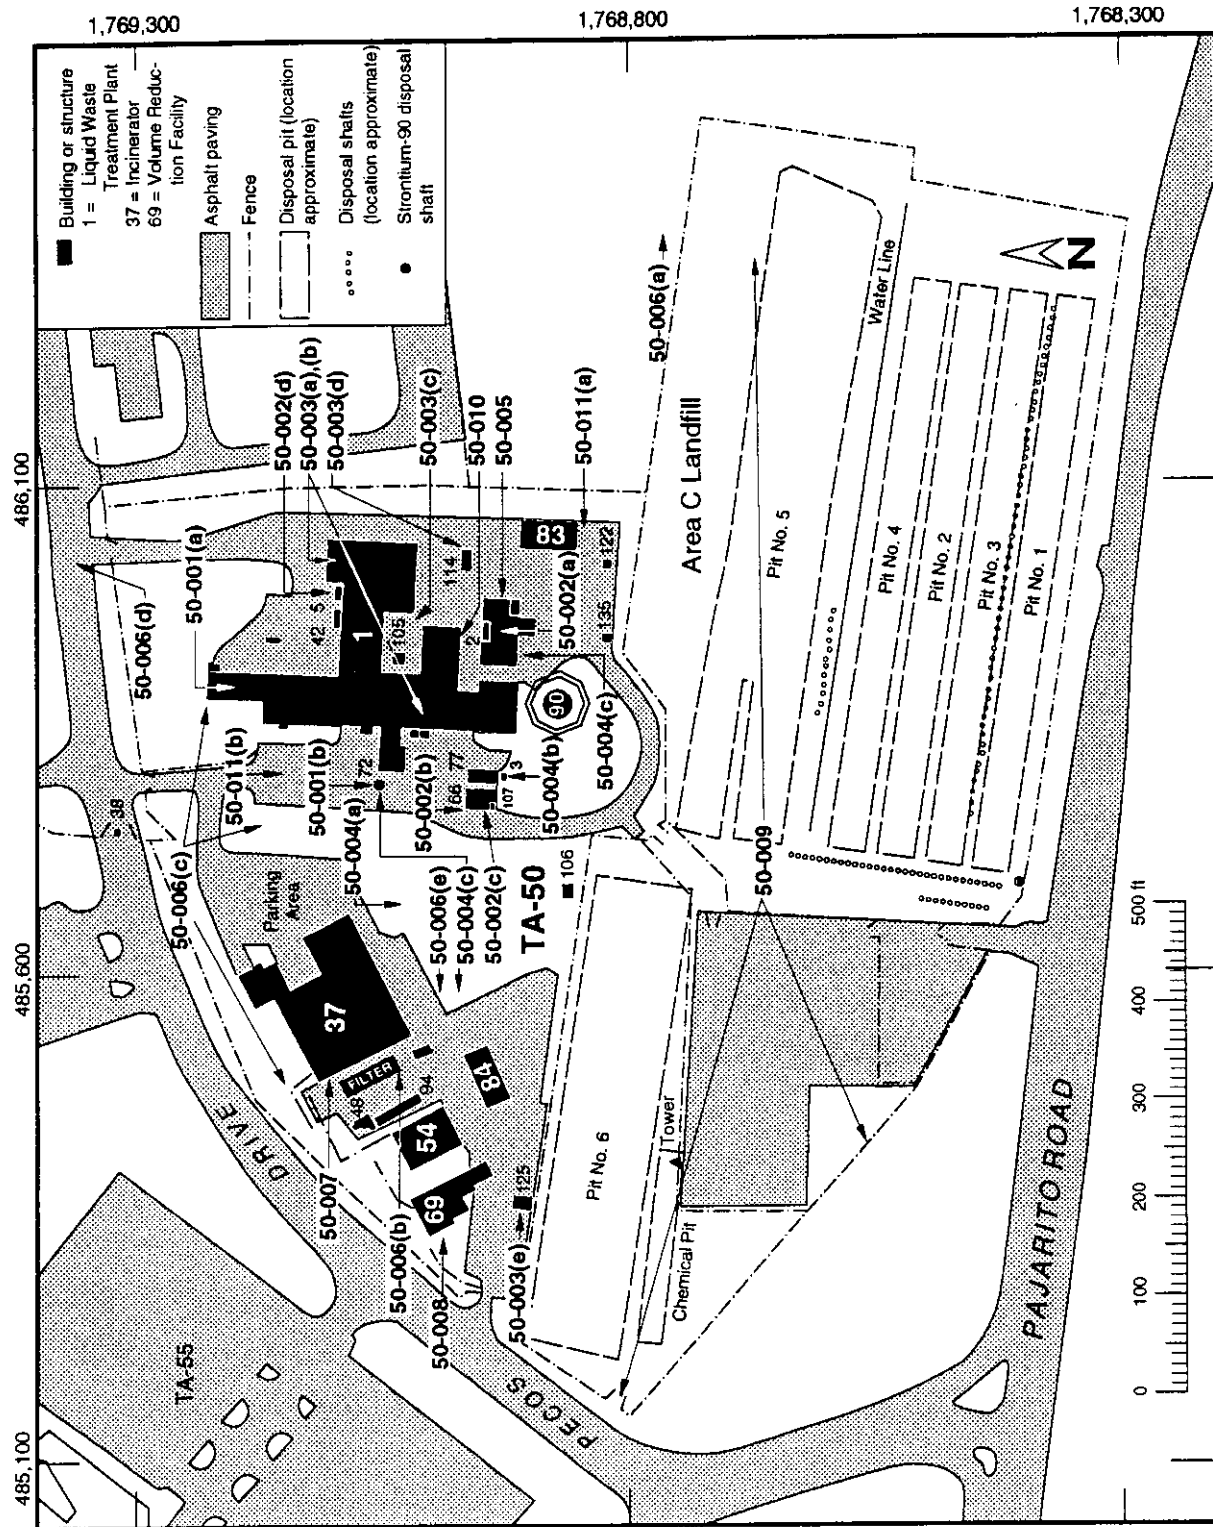 1,769,300
1,768,800
1,768,300
486,100
485,600
485,100
Building or structure
1 = Liquid Waste
Treatment Plant
37 = Incinerator
69 = Volume Reduc-
tion Facility
Asphalt paving
Fence
Disposal pit (location
approximate)
Disposal shafts
(location approximate)
Strontium-90 disposal
shaft
50-002(d)
50-003(a),(b)
50-003(d)
50-003(c)
50-010
50-005
50-011(a)
50-006(a)
50-001(a)
50-006(d)
42
5
1
105
114
2
83
122
135
50-002(a)
90
50-004(c)
50-004(b)
50-011(b)
50-001(b)
50-004(a)
50-002(b)
72
77
66
107
3
38
50-006(c)
Parking
Area
50-006(e)
50-004(c)
50-002(c)
TA-50
106
37
FILTER
48
94
84
54
69
125
50-007
50-006(b)
50-008
50-003(e)
DRIVE
PECOS
TA-55
Area C Landfill
Pit No. 5
Water Line
Pit No. 4
Pit No. 2
Pit No. 3
Pit No. 1
N
50-009
Pit No. 6
Tower
Chemical Pit
PAJARITO ROAD
0
100
200
300
400
500 ft